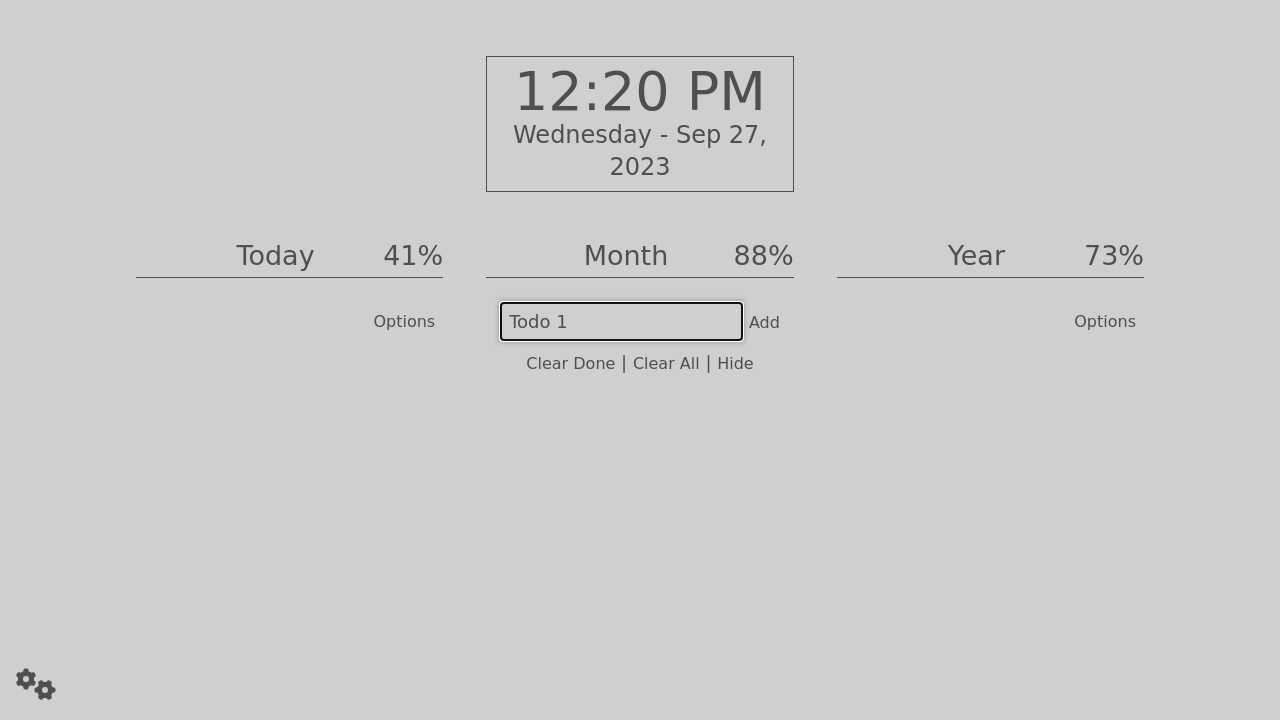 12:20 PM
Wednesday - Sep 27,
2023
Today 41%
Month 88%
Year 73%
Options
Todo 1 Add
Options
Clear Done | Clear All | Hide